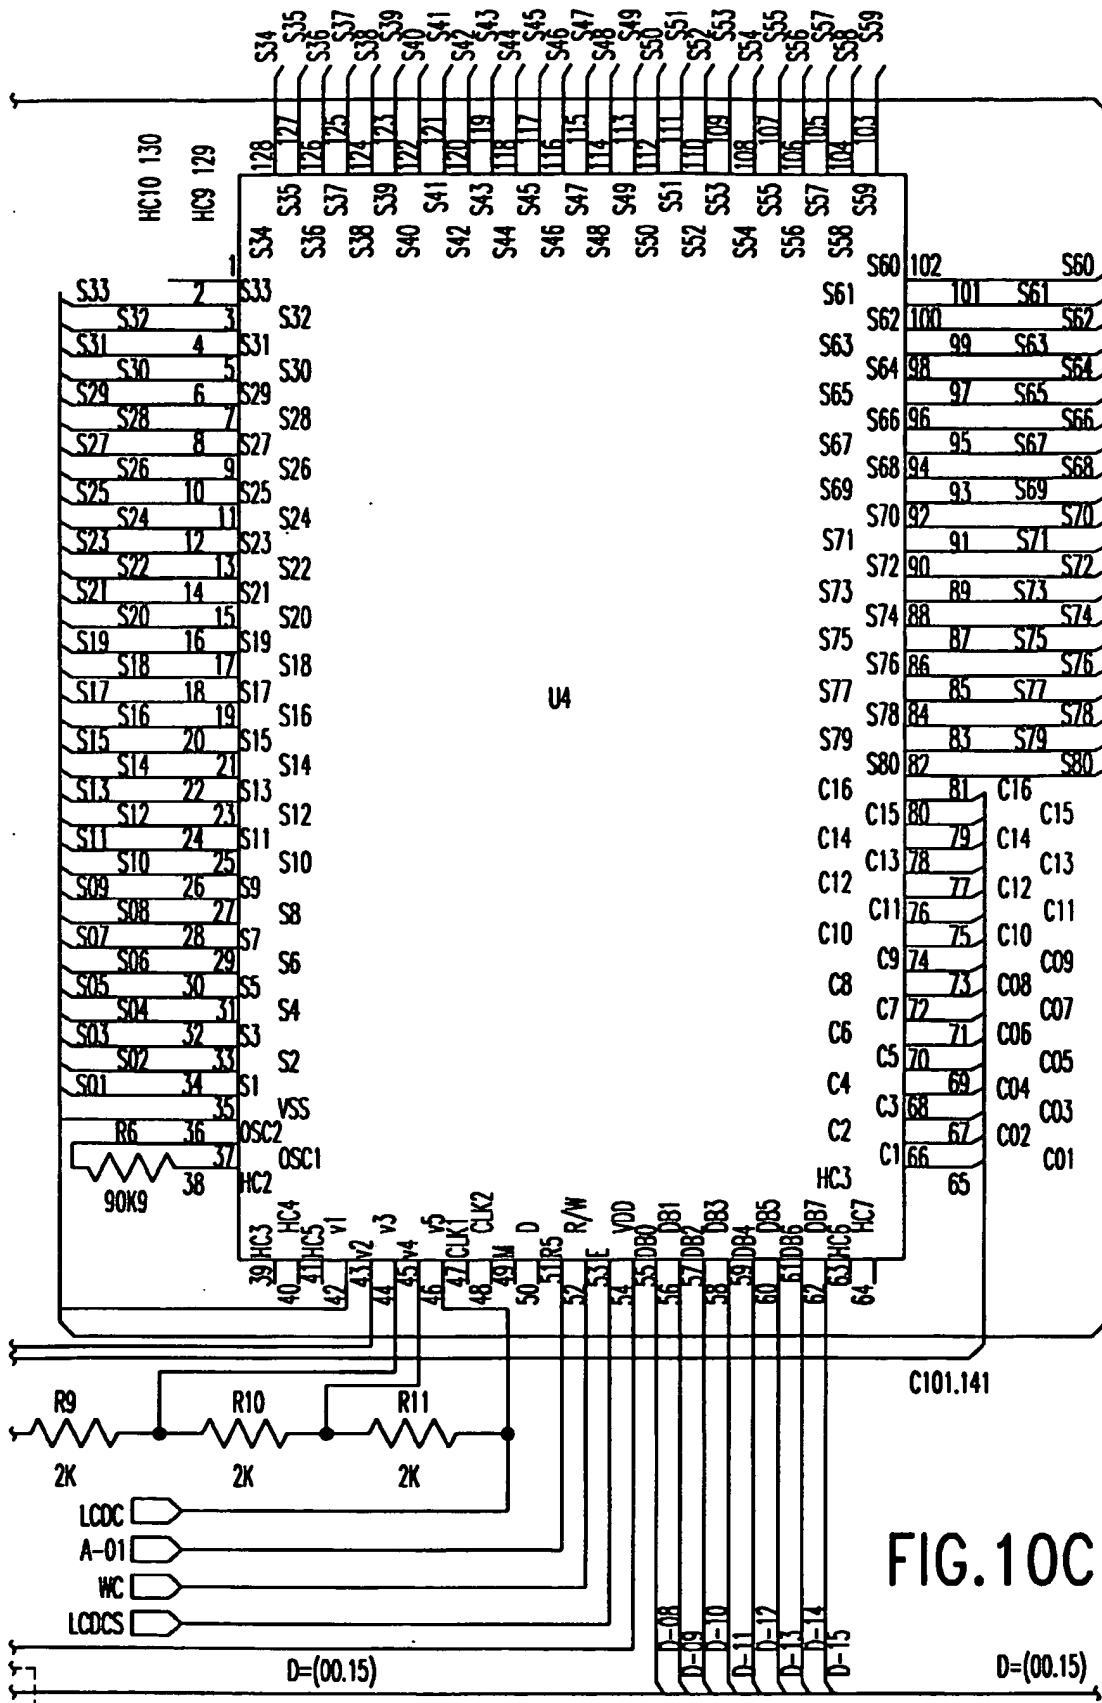 S34 S35 S36 S37 S38 S39 S40 S41 S42 S43 S44 S45 S46 S47 S48 S49 S50 S51 S52 S53 S54 S55 S56 S57 S58 S59
HC10 130 HC9 129 128 127 126 125 124 123 122 121 120 119 118 117 116 115 114 113 112 111 110 109 108 107 106 105 104 103
S34 S35 S36 S37 S38 S39 S40 S41 S42 S43 S44 S45 S46 S47 S48 S49 S50 S51 S52 S53 S54 S55 S56 S57 S58 S59
1 S60 102 S60
S33 2 S33 S61 101 S61
S32 3 S32 S62 100 S62
S31 4 S31 S63 99 S63
S30 5 S30 S64 98 S64
S29 6 S29 S65 97 S65
S28 7 S28 S66 96 S66
S27 8 S27 S67 95 S67
S26 9 S26 S68 94 S68
S25 10 S25 S69 93 S69
S24 11 S24 S70 92 S70
S23 12 S23 S71 91 S71
S22 13 S22 S72 90 S72
S21 14 S21 S73 89 S73
S20 15 S20 S74 88 S74
S19 16 S19 S75 87 S75
S18 17 S18 S76 86 S76
S17 18 S17 U4 S77 85 S77
S16 19 S16 S78 84 S78
S15 20 S15 S79 83 S79
S14 21 S14 S80 82 S80
S13 22 S13 C16 81 C16
S12 23 S12 C15 80 C15
S11 24 S11 C14 79 C14
S10 25 S10 C13 78 C13
S09 26 S9 C12 77 C12
S08 27 S8 C11 76 C11
S07 28 S7 C10 75 C10
S06 29 S6 C9 74 C09
S05 30 S5 C8 73 C08
S04 31 S4 C7 72 C07
S03 32 S3 C6 71 C06
S02 33 S2 C5 70 C05
S01 34 S1 C4 69 C04
35 VSS C3 68 C03
R6 36 OSC2 C2 67 C02
37 OSC1 C1 66 C01
90K9 38 HC2 HC3 65
HC3 HC4 HC5 V1 V2 V3 V4 V5 CLK1 CLK2 M D R5 R/W E VDD DB0 DB1 DB2 DB3 DB4 DB5 DB6 DB7 HC6 HC7
39 40 41 42 43 44 45 46 47 48 49 50 51 52 53 54 55 56 57 58 59 60 61 62 63 64
C101.141
R9 R10 R11
2K 2K 2K
LCDC
A-01
WC
LCDCS
FIG.10C
D-08 D-09 D-10 D-11 D-12 D-13 D-14 D-15
D=(00.15) D=(00.15)